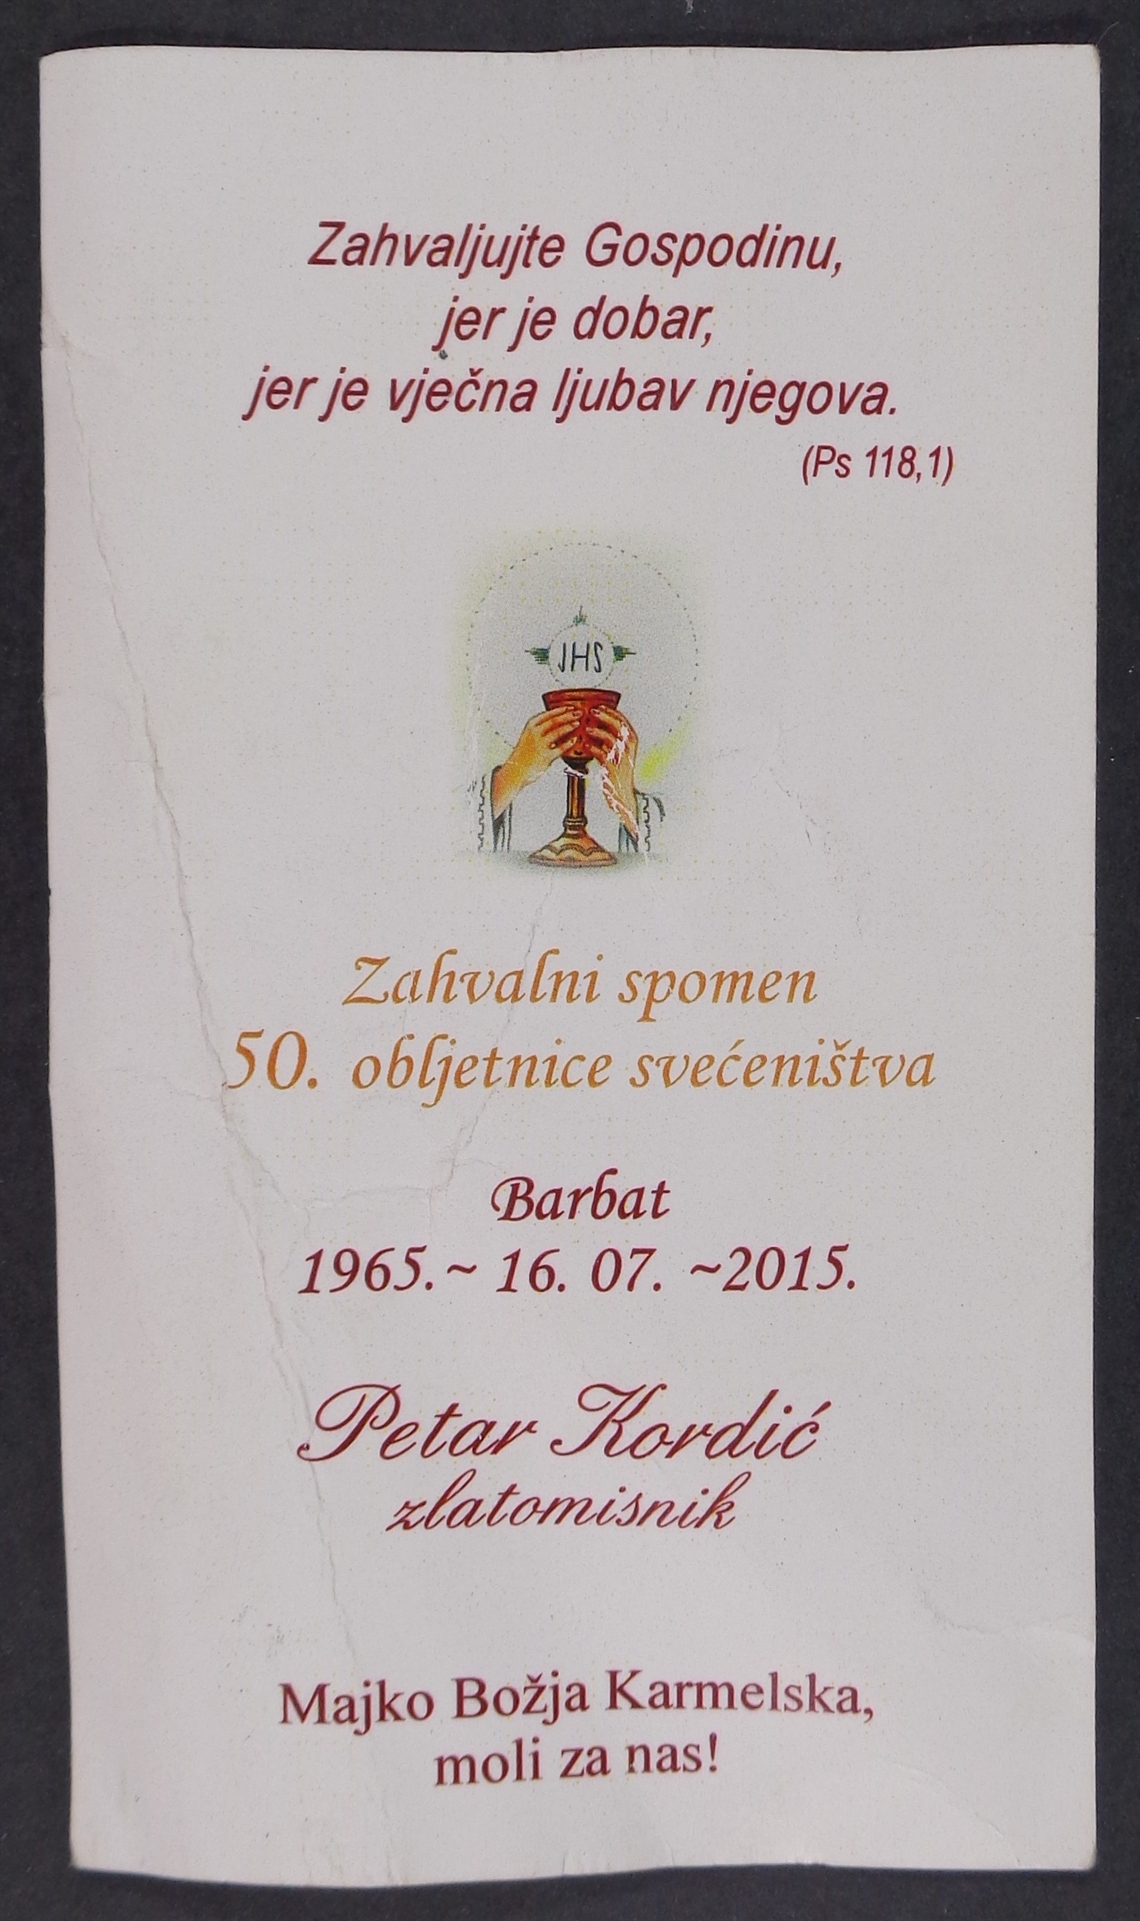 Zahvaljujte Gospodinu,
jer je dobar,
jer je vječna ljubav njegova.
(Ps 118,1)
JHS
Zahvalni spomen
50. obljetnice svećeništva
Barbat
1965.~ 16. 07. ~2015.
Petar Kordić
zlatomisnik
Majko Božja Karmelska,
moli za nas!